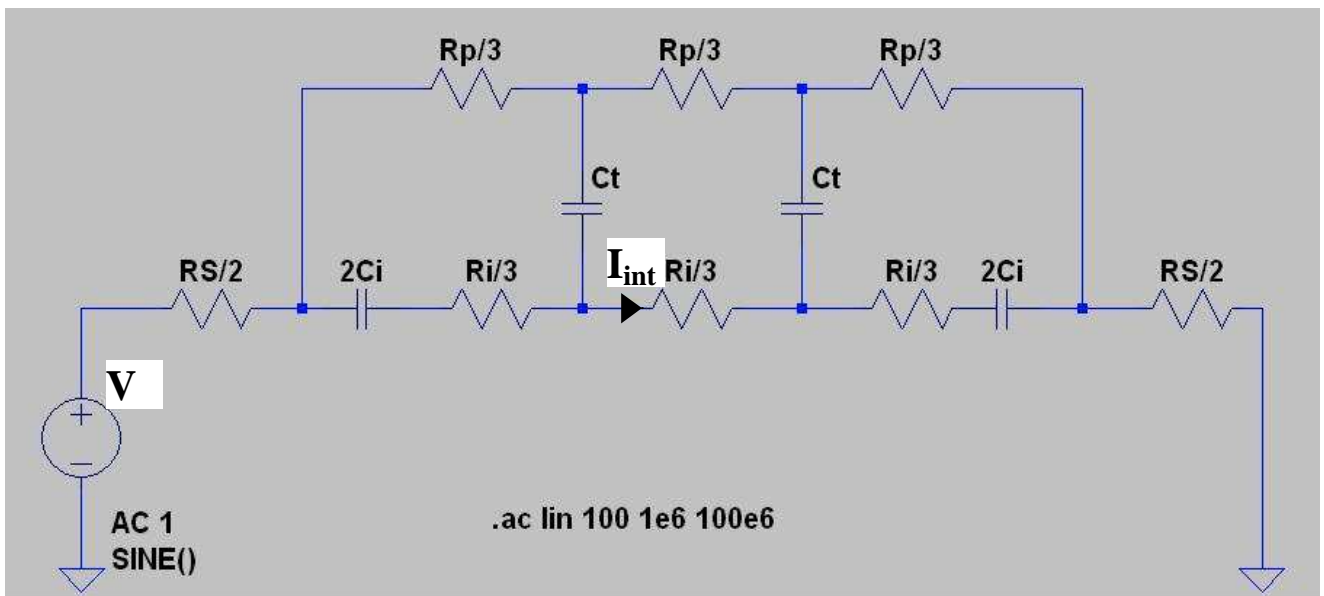 Rp/3 Rp/3 Rp/3
Ct Ct
RS/2 2Ci Ri/3 Iint Ri/3 Ri/3 2Ci RS/2
V
AC 1
SINE()
.ac lin 100 1e6 100e6